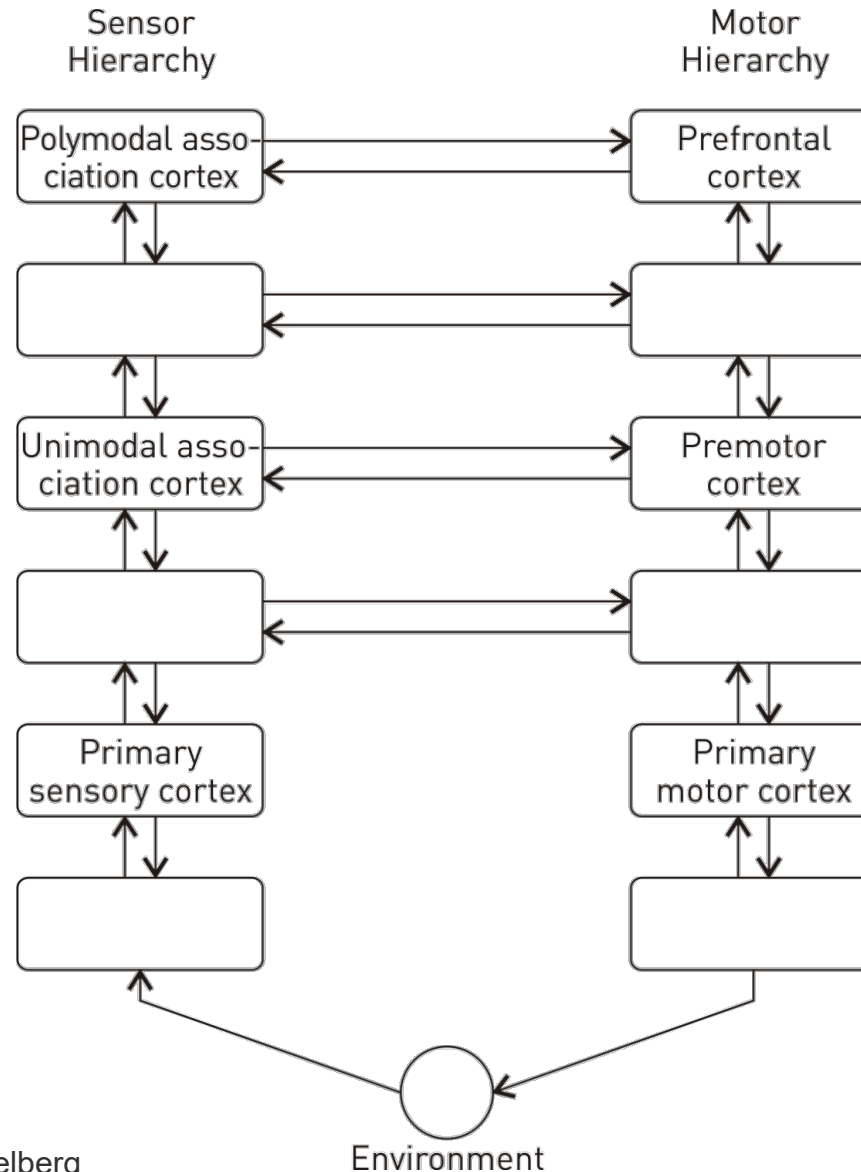 Sensor
Hierarchy
Motor
Hierarchy
Polymodal asso-
ciation cortex
Prefrontal
cortex
Unimodal asso-
ciation cortex
Premotor
cortex
Primary
sensory cortex
Primary
motor cortex
Environment
elberg